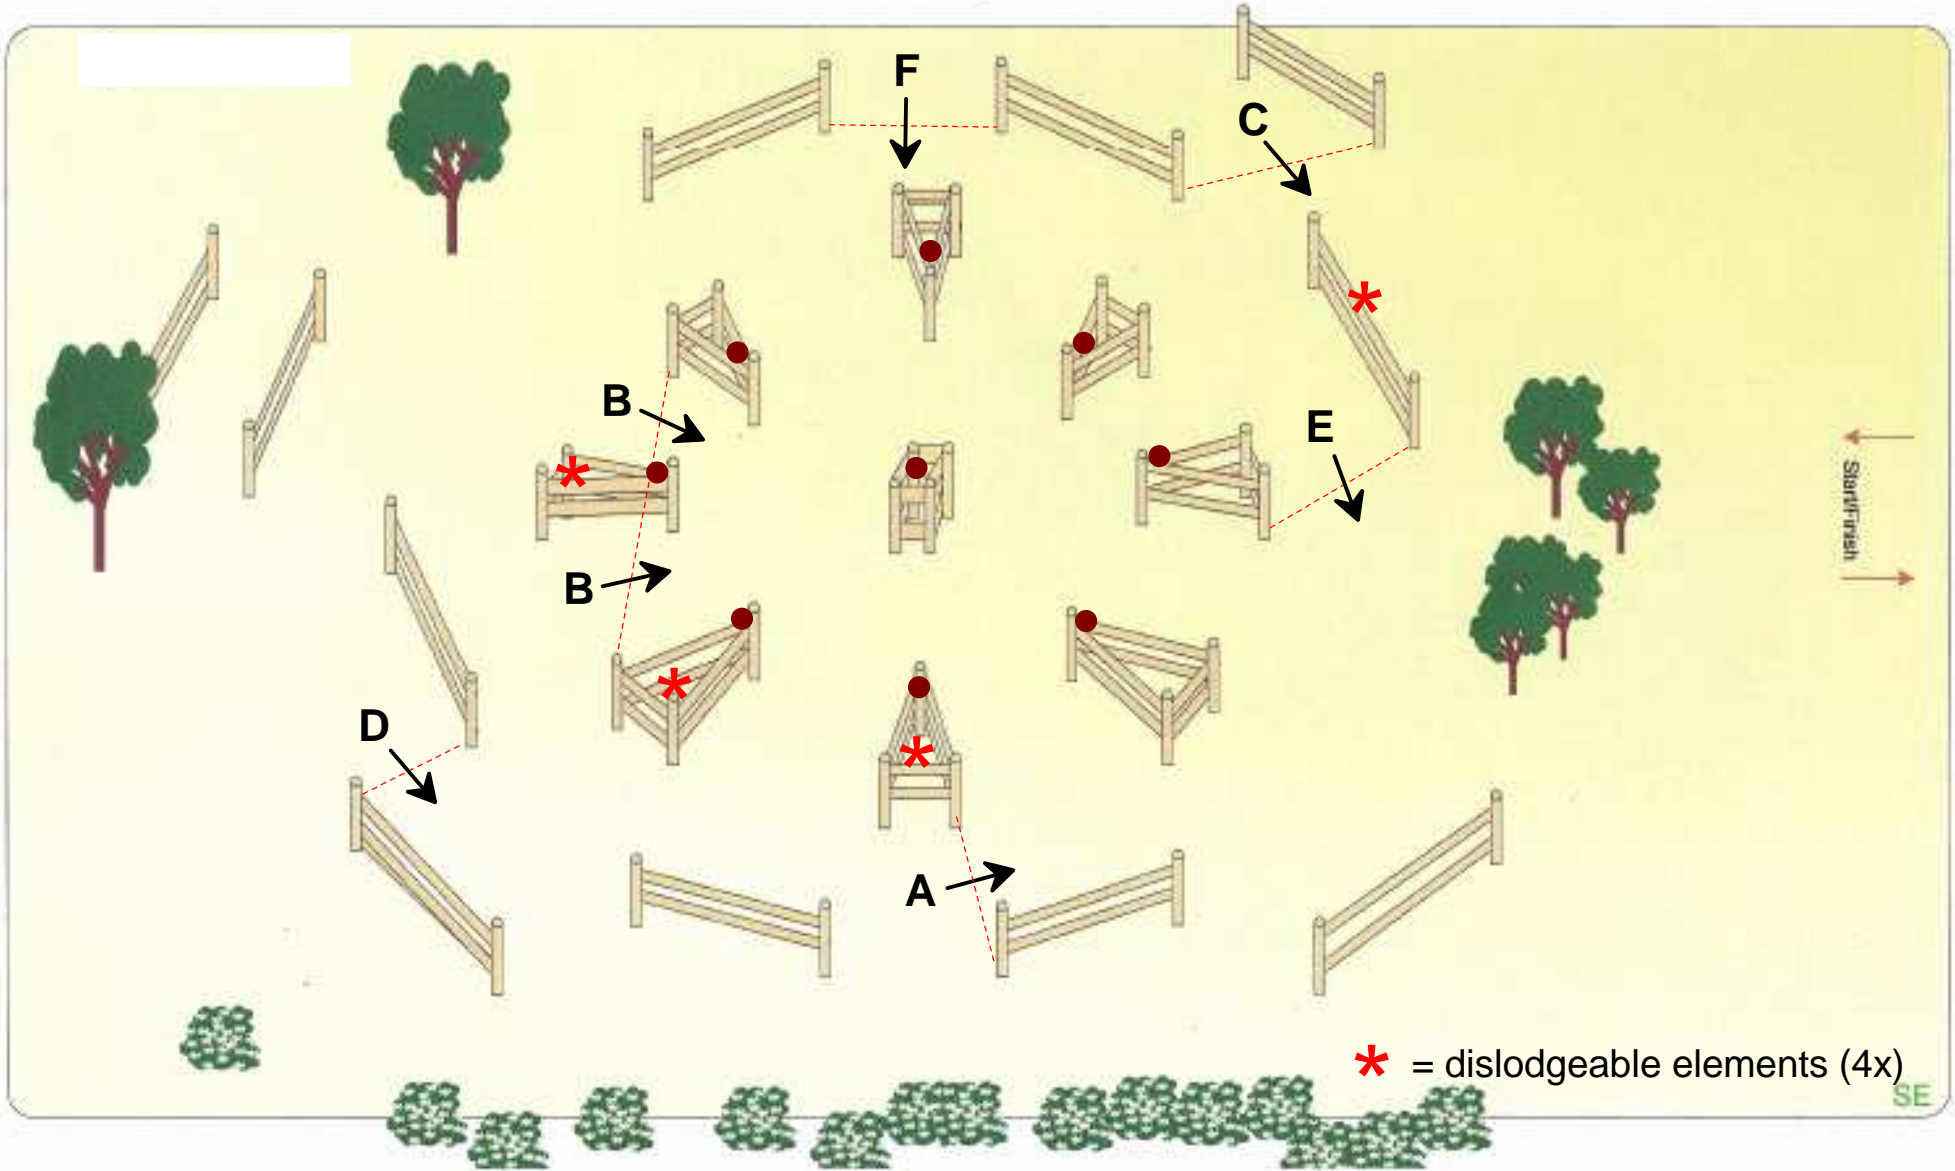 F
C
B
E
Start/Finish
B
D
A
* = dislodgeable elements (4x)
SE